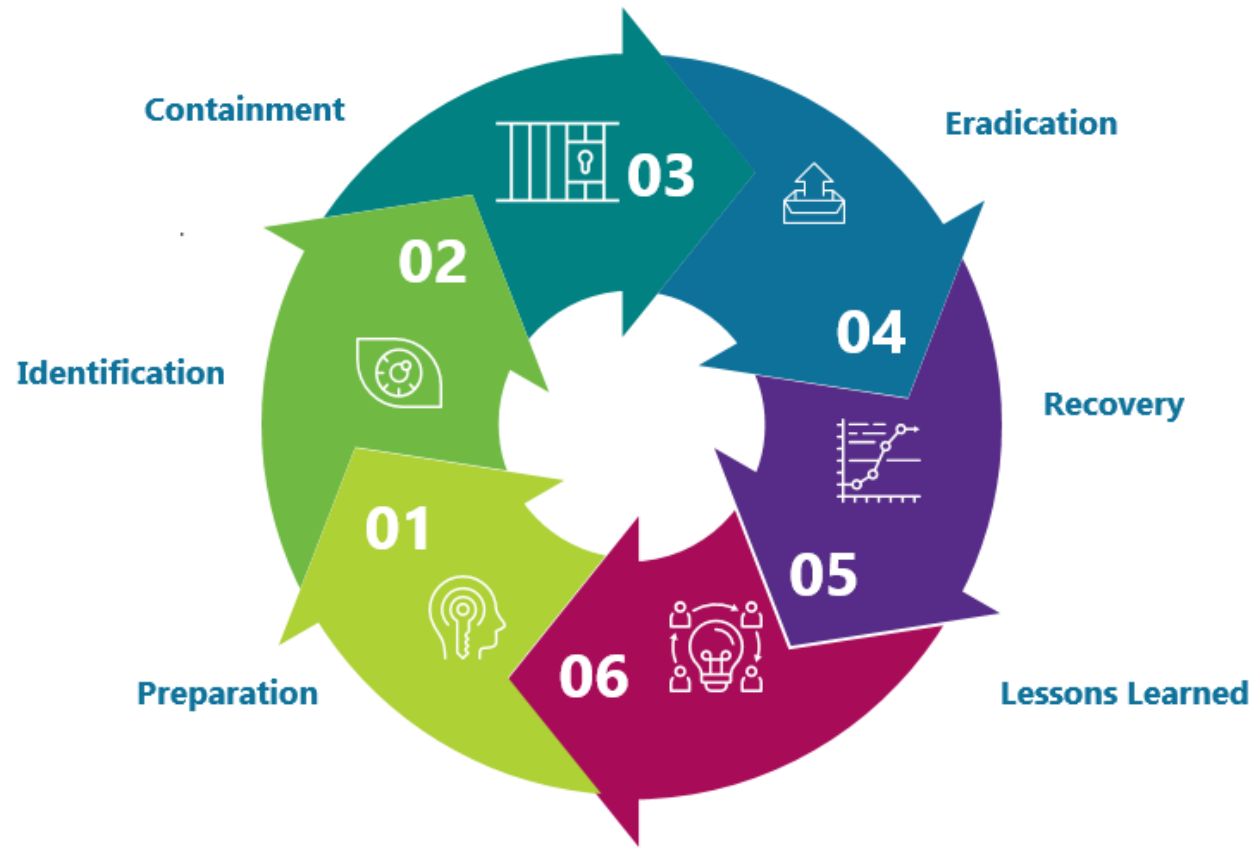 Containment
03
Eradication
02
04
Identification
Recovery
01
05
06
Preparation
Lessons Learned